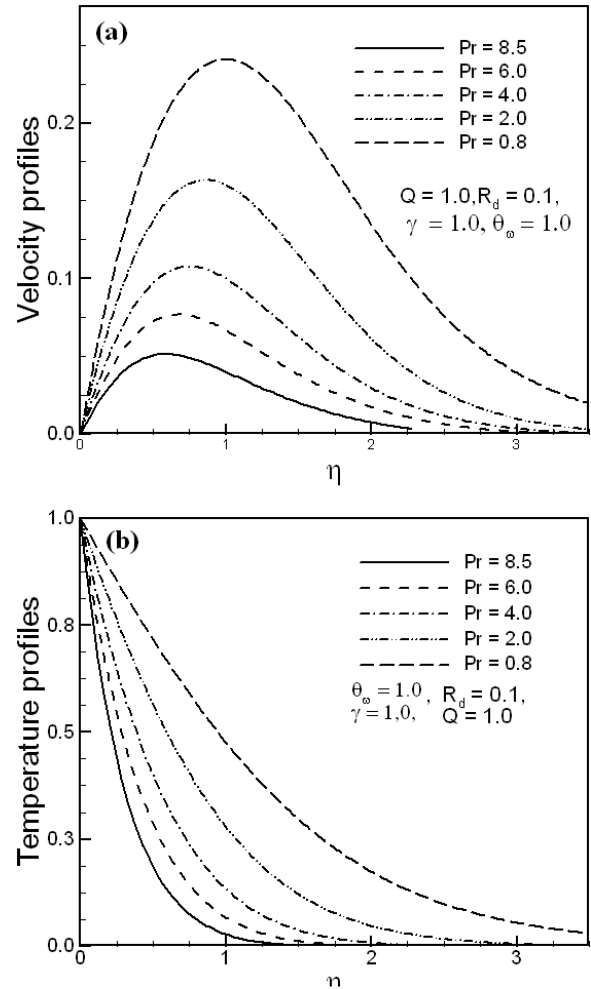 (a)
Pr = 8.5
Pr = 6.0
Pr = 4.0
Pr = 2.0
Pr = 0.8
Q = 1.0, R_d = 0.1,
γ = 1.0, θ_ω = 1.0
Velocity profiles
0.2
0.1
0.0
0 1 2 3
η
(b)
Pr = 8.5
Pr = 6.0
Pr = 4.0
Pr = 2.0
Pr = 0.8
θ_ω = 1.0, R_d = 0.1,
γ = 1,0, Q = 1.0
Temperature profiles
1.0
0.8
0.5
0.3
0.0
0 1 2 3
η